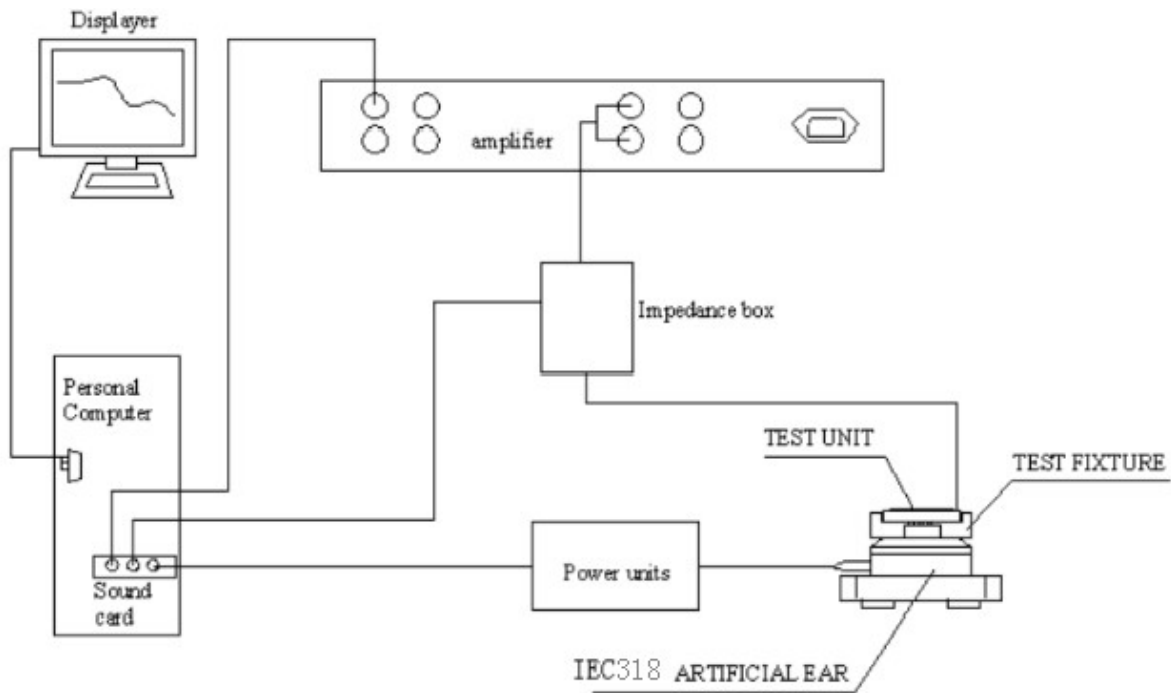 Displayer
amplifier
Impedance box
Personal
Computer
TEST UNIT
TEST FIXTURE
Power units
Sound
card
IEC318 ARTIFICIAL EAR